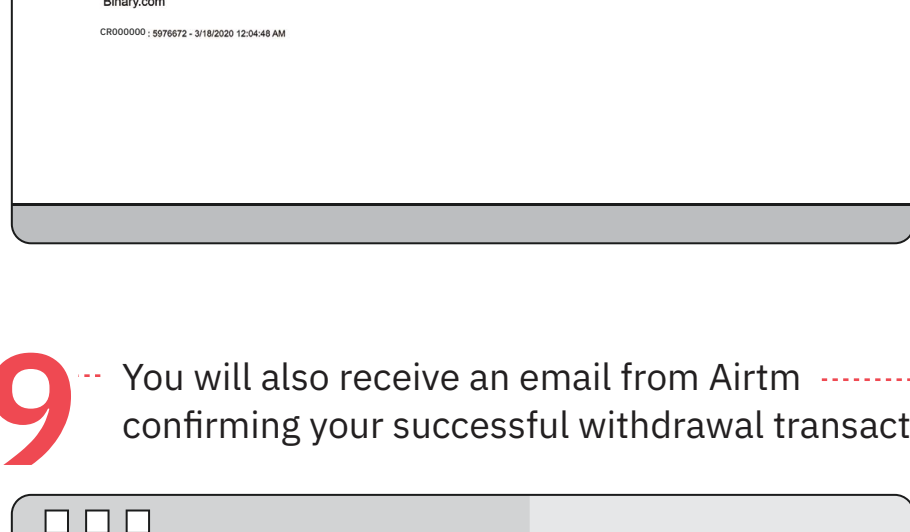 Binary.com
CR000000 : 5976672 - 3/18/2020 12:04:48 AM
9
You will also receive an email from Airtm
confirming your successful withdrawal transact